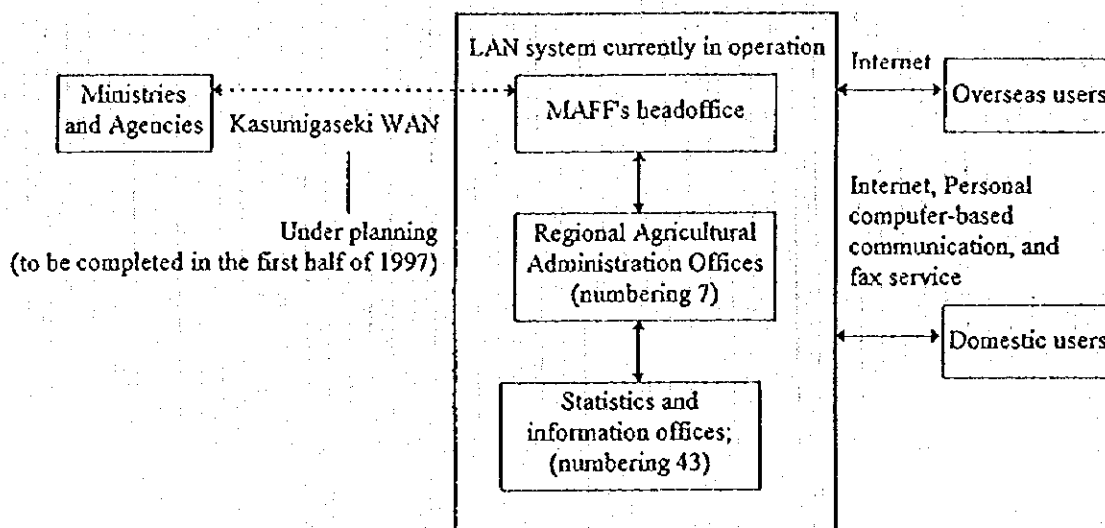 LAN system currently in operation
Ministries
and Agencies
Kasumigaseki WAN
Under planning
(to be completed in the first half of 1997)
MAFF's headoffice
Regional Agricultural
Administration Offices
(numbering 7)
Statistics and
information offices;
(numbering 43)
Internet
Overseas users
Internet, Personal
computer-based
communication, and
fax service
Domestic users